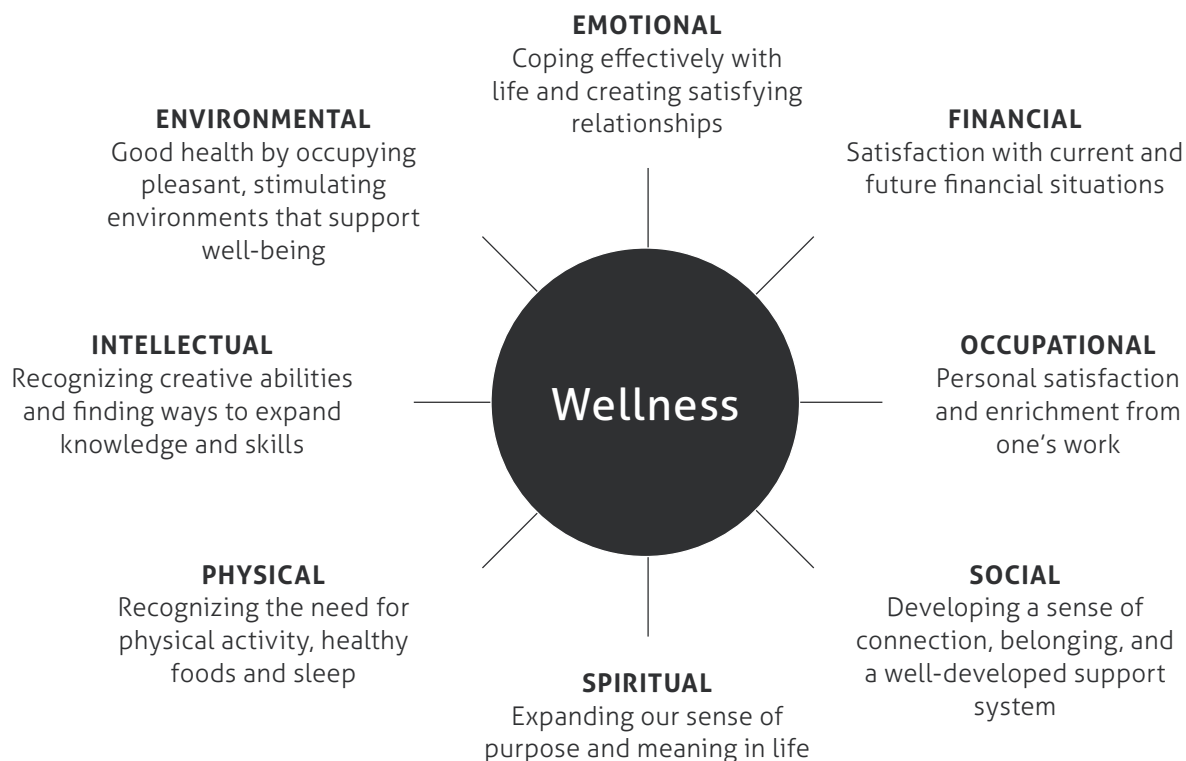 EMOTIONAL
Coping effectively with
life and creating satisfying
relationships
FINANCIAL
Satisfaction with current and
future financial situations
OCCUPATIONAL
Personal satisfaction
and enrichment from
one's work
SOCIAL
Developing a sense of
connection, belonging, and
a well-developed support
system
SPIRITUAL
Expanding our sense of
purpose and meaning in life
PHYSICAL
Recognizing the need for
physical activity, healthy
foods and sleep
INTELLECTUAL
Recognizing creative abilities
and finding ways to expand
knowledge and skills
ENVIRONMENTAL
Good health by occupying
pleasant, stimulating
environments that support
well-being
Wellness